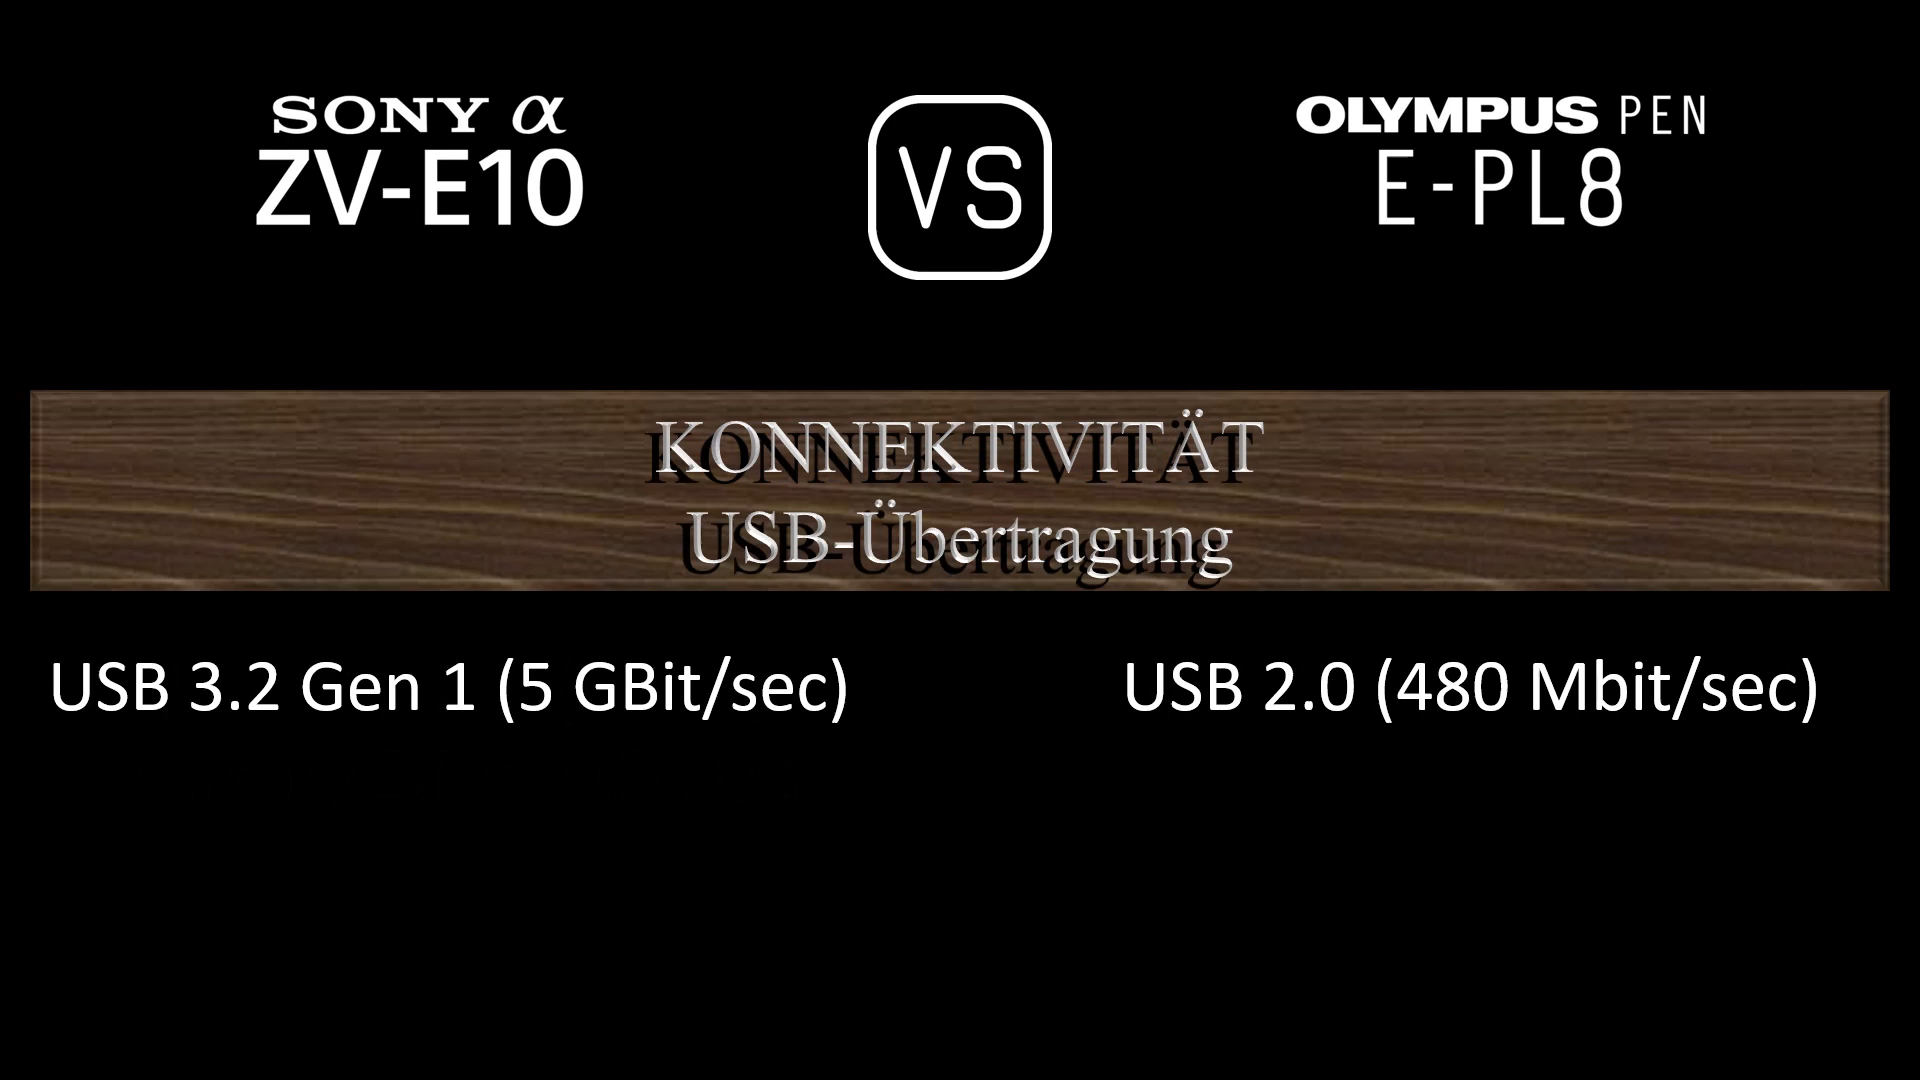 SONY α
ZV-E10
VS
OLYMPUS PEN
E-PL8
KONNEKTIVITÄT
USB-Übertragung
USB 3.2 Gen 1 (5 GBit/sec)
USB 2.0 (480 Mbit/sec)